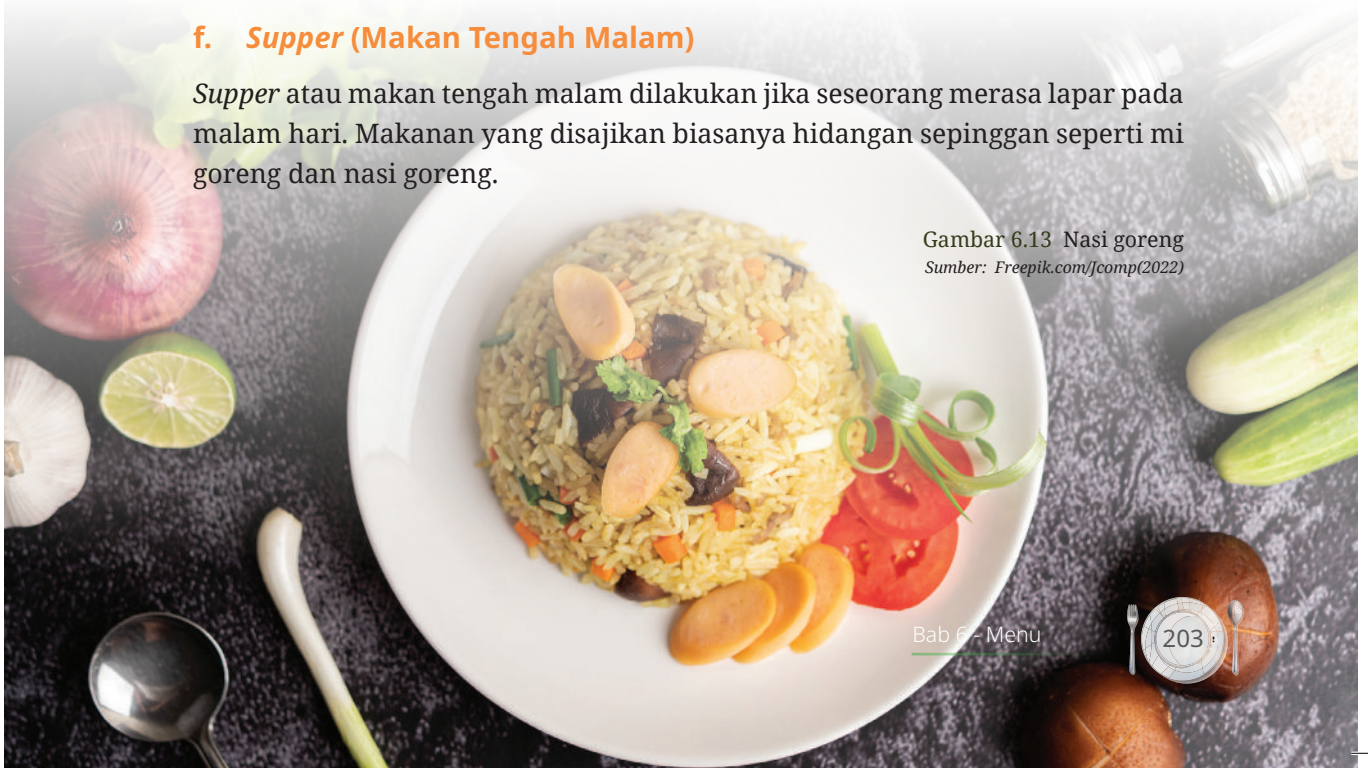 f. Supper (Makan Tengah Malam)
Supper atau makan tengah malam dilakukan jika seseorang merasa lapar pada
malam hari. Makanan yang disajikan biasanya hidangan sepinggan seperti mi
goreng dan nasi goreng.
Gambar 6.13 Nasi goreng
Sumber: Freepik.com/Jcomp(2022)
Bab 6 - Menu
203